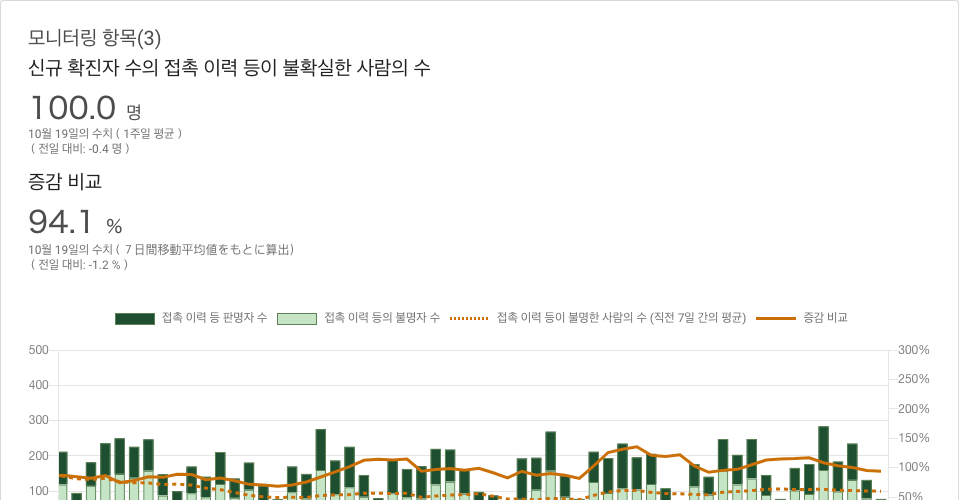 모니터링 항목(3)
신규 확진자 수의 접촉 이력 등이 불확실한 사람의 수
100.0 명
10월 19일의 수치 ( 1주일 평균 )
( 전일 대비: -0.4 명 )
증감 비교
94.1 %
10월 19일의 수치 ( 7日間移動平均値をもとに算出)
( 전일 대비: -1.2 % )
접촉 이력 등 판명자 수 접촉 이력 등의 불명자 수 접촉 이력 등이 불명한 사람의 수 (직전 7일 간의 평균) 증감 비교
500 300%
400 250%
300 200%
200 150%
100 100%
50%